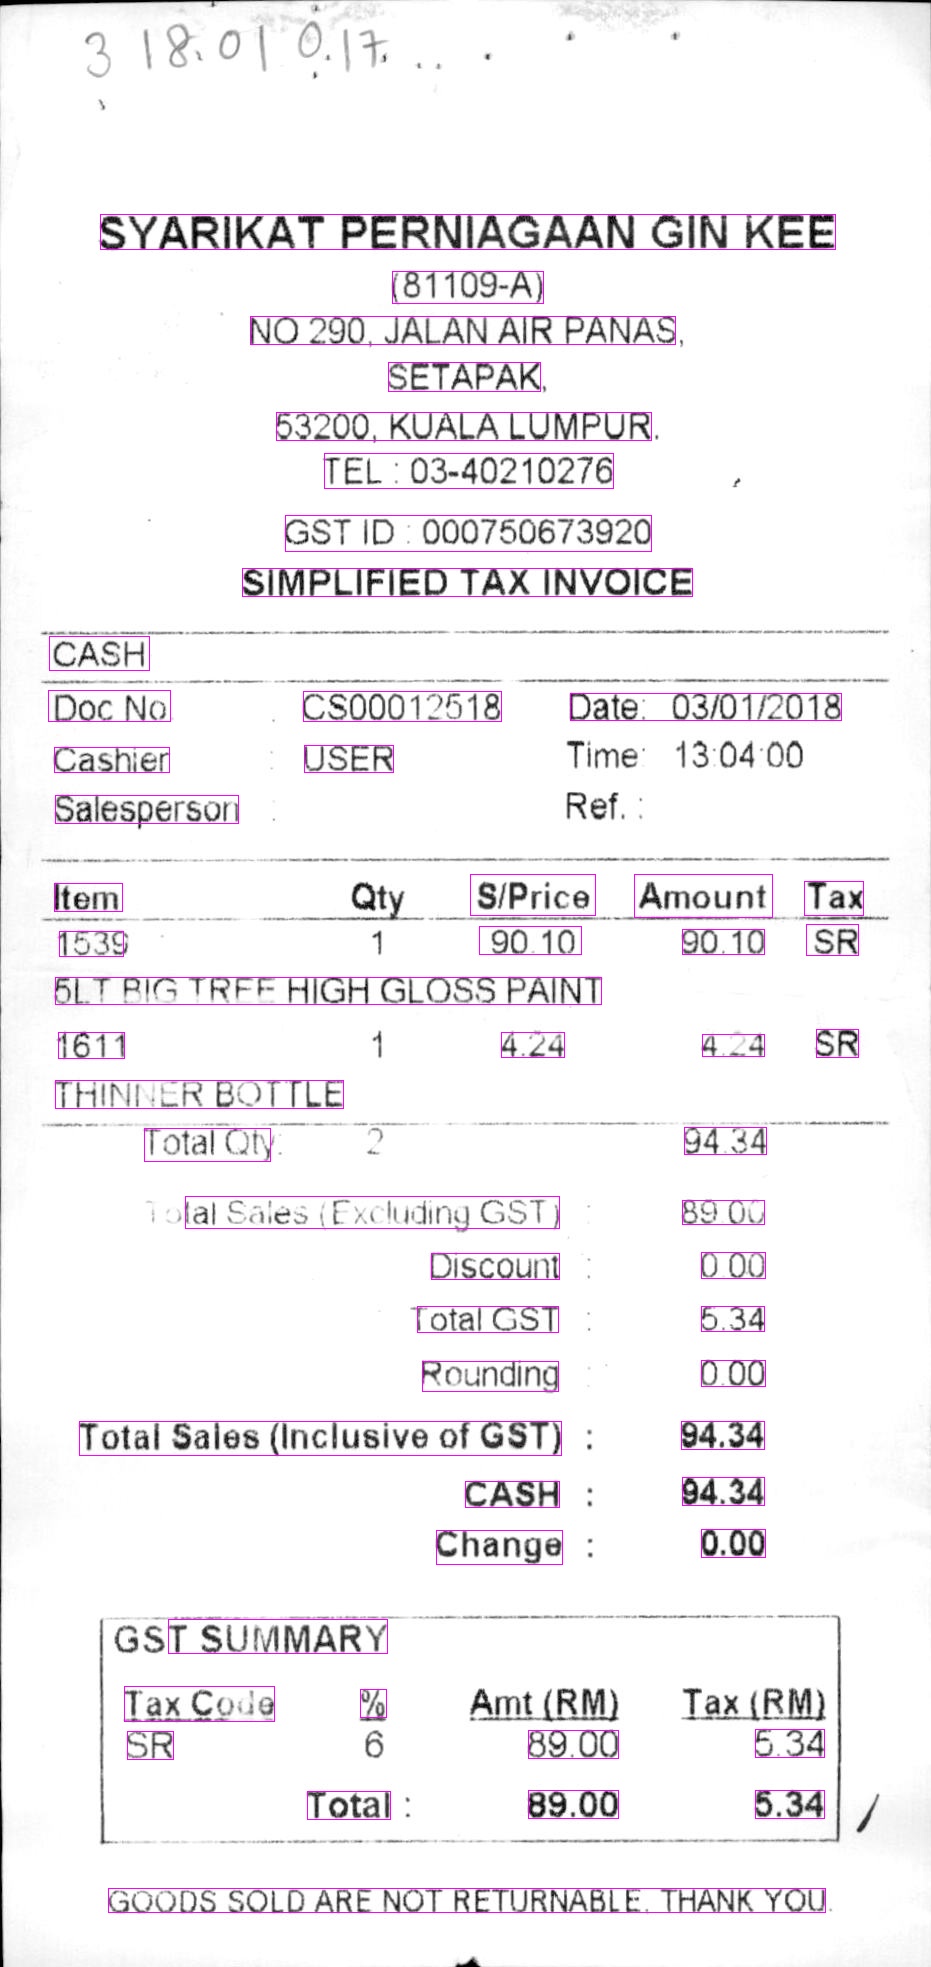 3 18.01 0.17
SYARIKAT PERNIAGAAN GIN KEE
(81109-A)
NO 290, JALAN AIR PANAS,
SETAPAK,
53200, KUALA LUMPUR.
TEL : 03-40210276
GST ID : 000750673920
SIMPLIFIED TAX INVOICE
CASH
Doc No : CS00012518 Date: 03/01/2018
Cashier : USER Time: 13:04:00
Salesperson : Ref. :
Item Qty S/Price Amount Tax
1539 1 90.10 90.10 SR
5LT BIG TREE HIGH GLOSS PAINT
1611 1 4.24 4.24 SR
THINNER BOTTLE
Total Qty: 2 94.34
Total Sales (Excluding GST) : 89.00
Discount : 0.00
Total GST : 5.34
Rounding : 0.00
Total Sales (Inclusive of GST) : 94.34
CASH : 94.34
Change : 0.00
GST SUMMARY
Tax Code % Amt (RM) Tax (RM)
SR 6 89.00 5.34
Total : 89.00 5.34
GOODS SOLD ARE NOT RETURNABLE. THANK YOU.